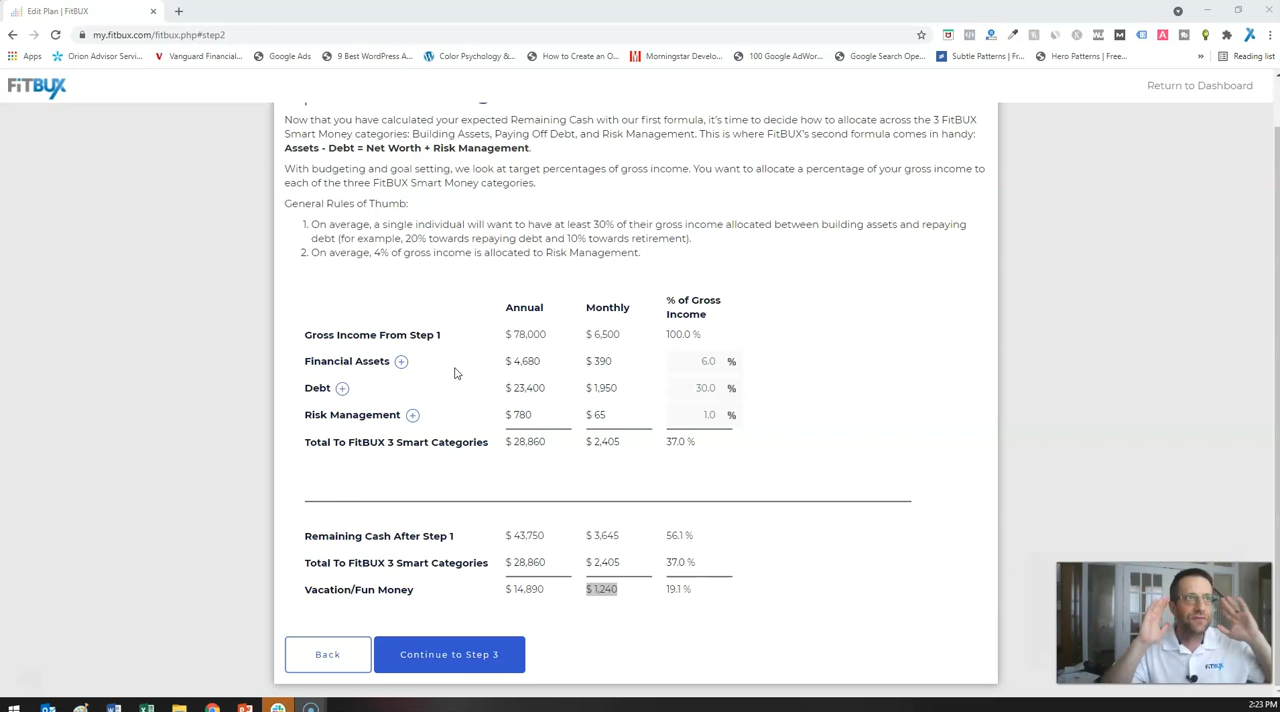 Edit Plan | FitBUX
my.fitbux.com/fitbux.php#step2
Apps
Orion Advisor Servi...
Vanguard Financial...
Google Ads
9 Best WordPress A...
Color Psychology &...
How to Create an O...
Morningstar Develo...
100 Google AdWo...
Google Search Ope...
Subtle Patterns | Fr...
Hero Patterns | Free...
»
Reading list
FiTBUX
Return to Dashboard
Now that you have calculated your expected Remaining Cash with our first formula, it's time to decide how to allocate across the 3 FitBUX
Smart Money categories: Building Assets, Paying Off Debt, and Risk Management. This is where FitBUX's second formula comes in handy:
Assets - Debt = Net Worth + Risk Management.
With budgeting and goal setting, we look at target percentages of gross income. You want to allocate a percentage of your gross income to
each of the three FitBUX Smart Money categories.
General Rules of Thumb:
1. On average, a single individual will want to have at least 30% of their gross income allocated between building assets and repaying
debt (for example, 20% towards repaying debt and 10% towards retirement).
2. On average, 4% of gross income is allocated to Risk Management.
Annual Monthly % of Gross
Income
Gross Income From Step 1 $ 78,000 $ 6,500 100.0 %
Financial Assets + $ 4,680 $ 390 6.0 %
Debt + $ 23,400 $ 1,950 30.0 %
Risk Management + $ 780 $ 65 1.0 %
Total To FitBUX 3 Smart Categories $ 28,860 $ 2,405 37.0 %
Remaining Cash After Step 1 $ 43,750 $ 3,645 56.1 %
Total To FitBUX 3 Smart Categories $ 28,860 $ 2,405 37.0 %
Vacation/Fun Money $ 14,890 $ 1,240 19.1 %
Back
Continue to Step 3
FiTBUX
2:23 PM